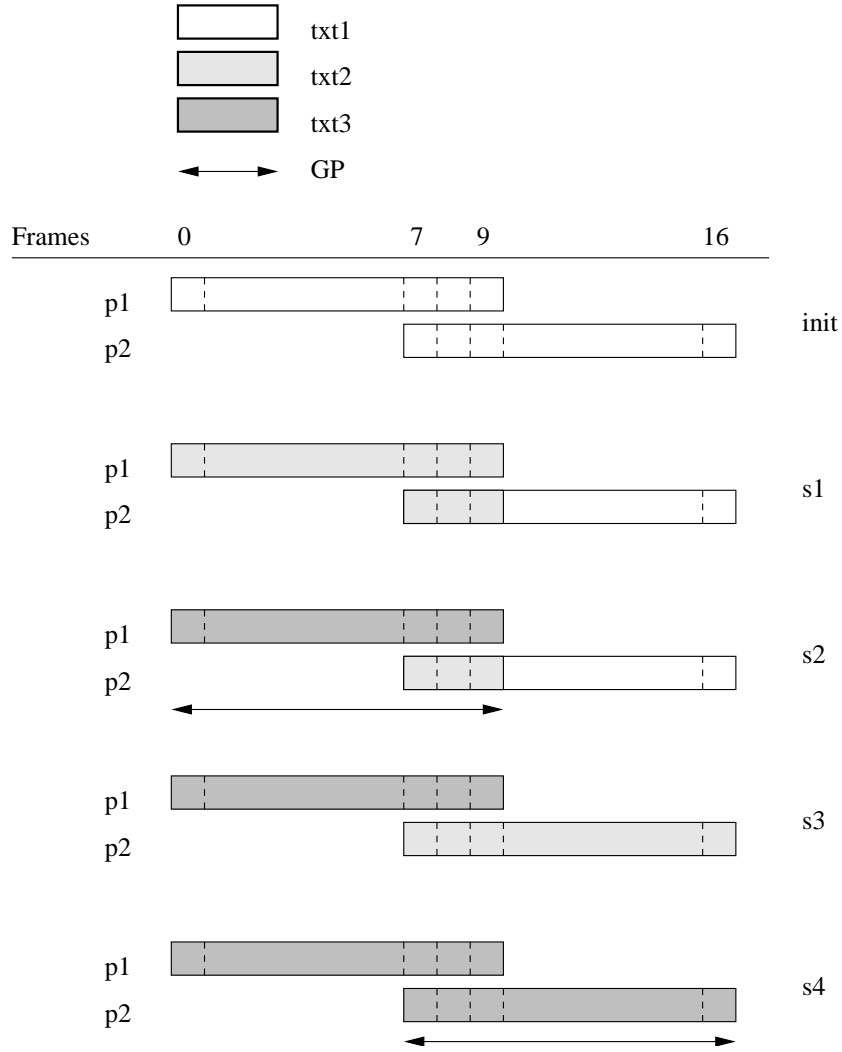 txt1
txt2
txt3
GP
Frames 0 7 9 16
p1
init
p2
p1
s1
p2
p1
s2
p2
p1
s3
p2
p1
s4
p2